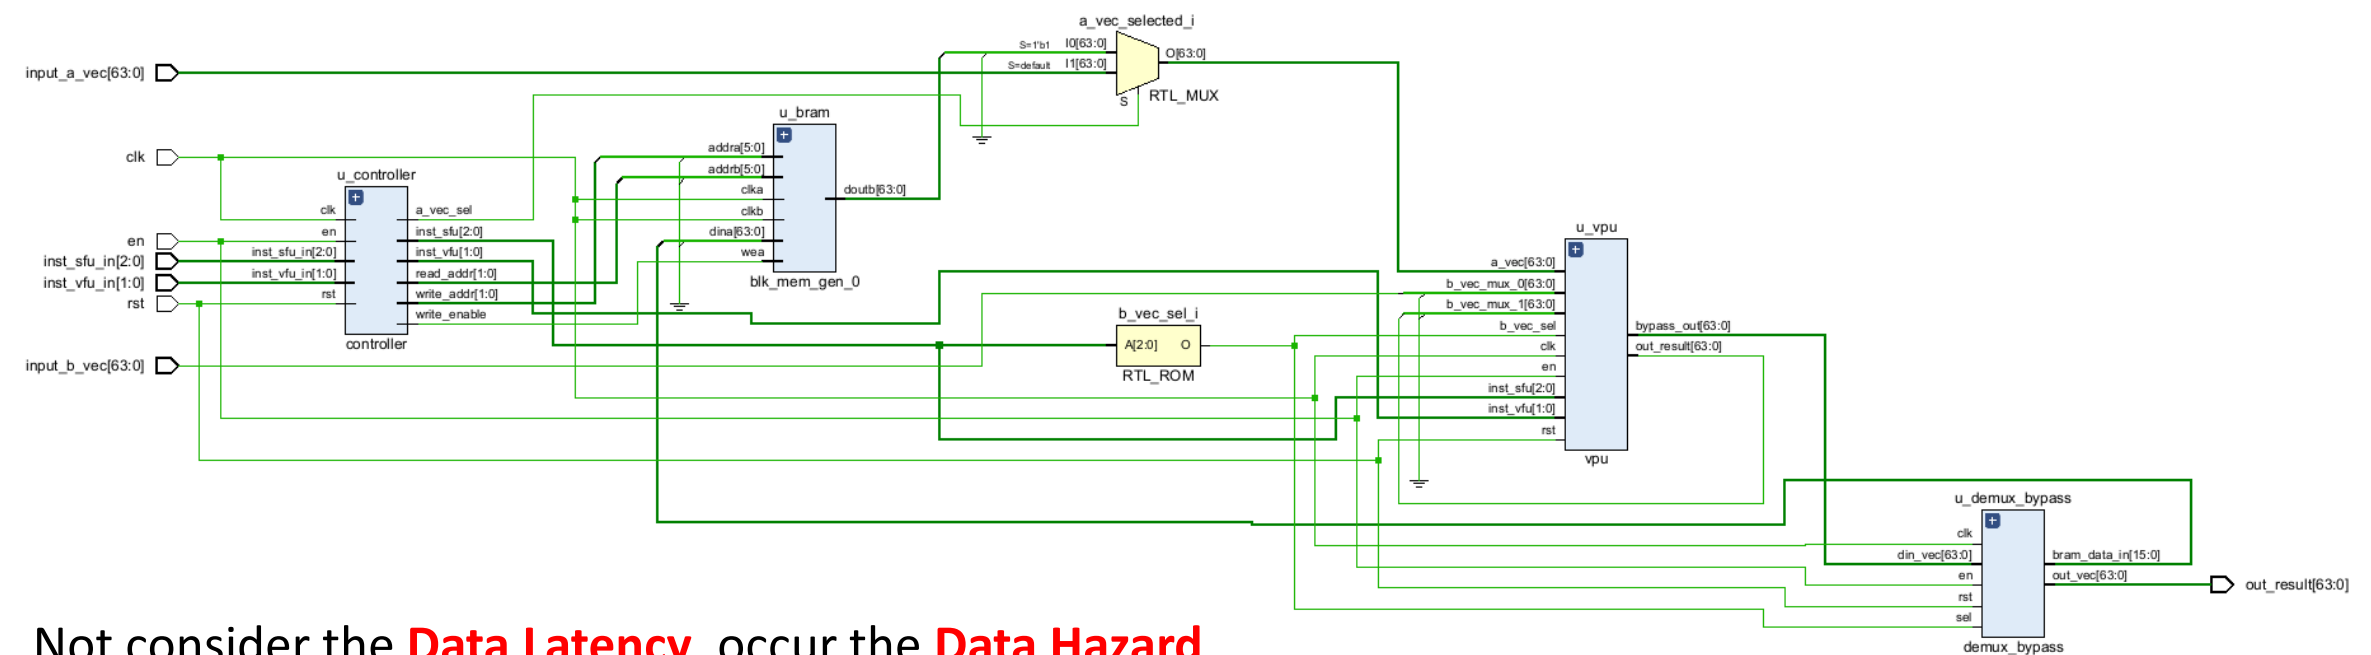 a_vec_selected_i
S=1'b1 I0[63:0]
O[63:0]
input_a_vec[63:0]
S=default I1[63:0]
S RTL_MUX
u_bram
clk
addra[5:0]
addrb[5:0]
clka
doutb[63:0]
clkb
dina[63:0]
wea
blk_mem_gen_0
u_controller
clk a_vec_sel
en
en inst_sfu[2:0]
inst_sfu_in[2:0]
inst_sfu_in[2:0] inst_vfu[1:0]
inst_vfu_in[1:0]
inst_vfu_in[1:0] read_addr[1:0]
rst
rst write_addr[1:0]
write_enable
controller
input_b_vec[63:0]
b_vec_sel_i
A[2:0] O
RTL_ROM
u_vpu
a_vec[63:0]
b_vec_mux_0[63:0]
b_vec_mux_1[63:0]
b_vec_sel bypass_out[63:0]
clk out_result[63:0]
en
inst_sfu[2:0]
inst_vfu[1:0]
rst
vpu
u_demux_bypass
clk
din_vec[63:0] bram_data_in[15:0]
en out_vec[63:0]
out_result[63:0]
rst
sel
demux_bypass
Not consider the Data Latency, occur the Data Hazard